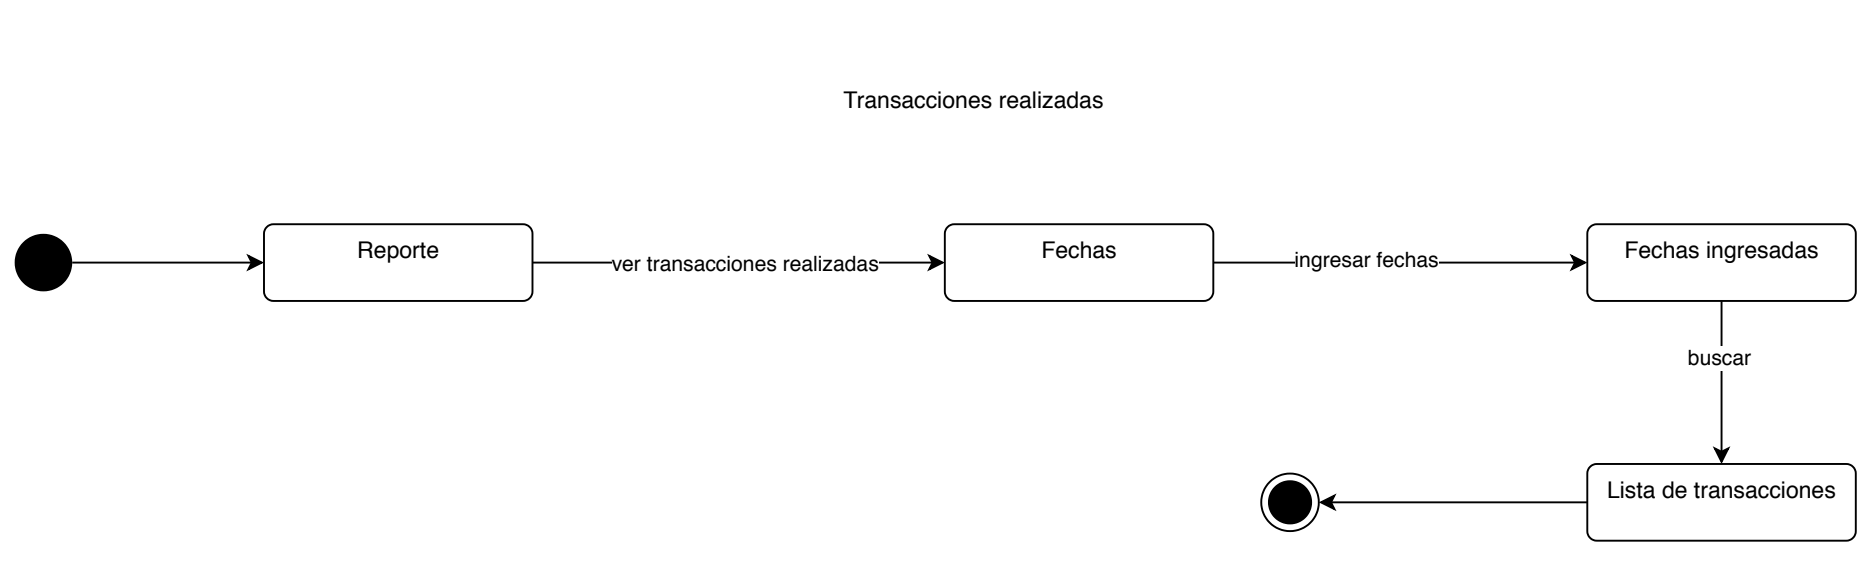 Transacciones realizadas
Reporte
ver transacciones realizadas
Fechas
ingresar fechas
Fechas ingresadas
buscar
Lista de transacciones